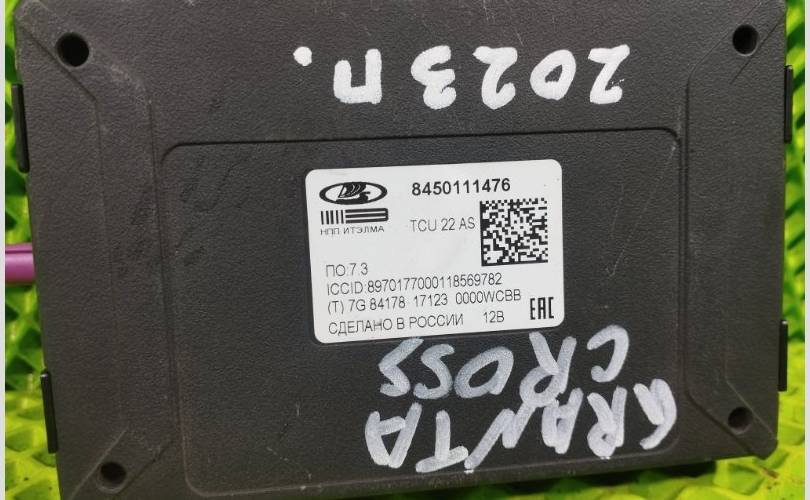 2023 П.
8450111476
НПП ИТЭЛМА
TCU 22 AS
ПО:7.3
ICCID:8970177000118569782
(T) 7G 84178 17123 0000WCBB
СДЕЛАНО В РОССИИ 12В
EAC
GRANTA
CROSS